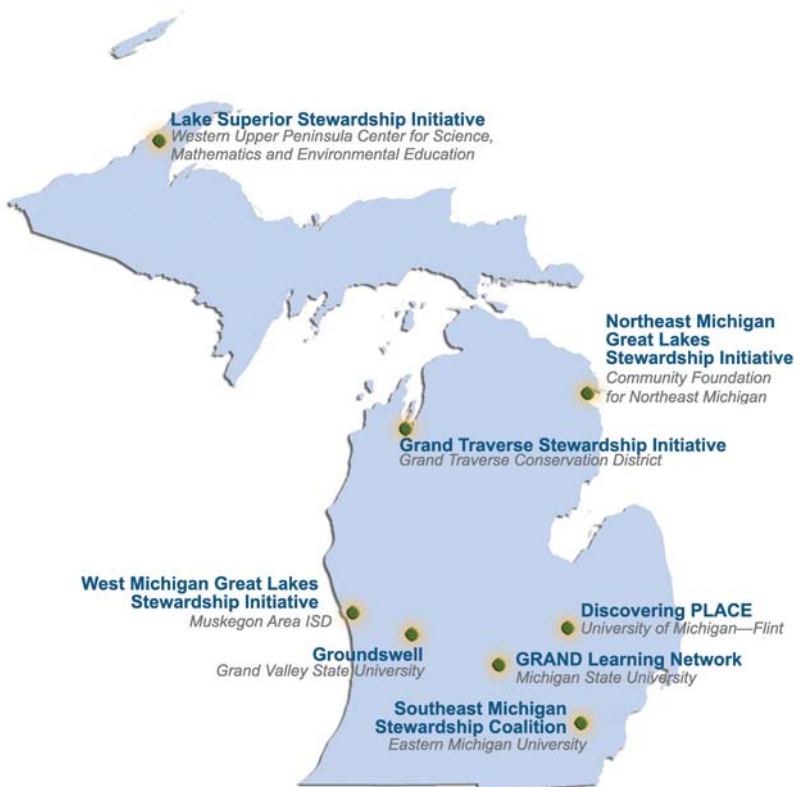 Lake Superior Stewardship Initiative
Western Upper Peninsula Center for Science,
Mathematics and Environmental Education
Northeast Michigan
Great Lakes
Stewardship Initiative
Community Foundation
for Northeast Michigan
Grand Traverse Stewardship Initiative
Grand Traverse Conservation District
West Michigan Great Lakes
Stewardship Initiative
Muskegon Area ISD
Discovering PLACE
University of Michigan—Flint
Groundswell
Grand Valley State University
GRAND Learning Network
Michigan State University
Southeast Michigan
Stewardship Coalition
Eastern Michigan University